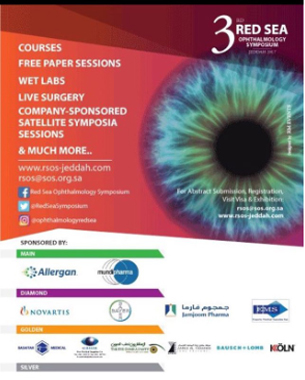 3RD RED SEA
OPHTHALMOLOGY
SYMPOSIUM
COURSES
FREE PAPER SESSIONS
WET LABS
LIVE SURGERY
COMPANY-SPONSORED
SATELLITE SYMPOSIA
SESSIONS
& MUCH MORE..
www.rsos-jeddah.com
rsos@sos.org.sa
Red Sea Ophthalmology Symposium
@RedSeaSymposium
@ophthalmologyredsea
For Abstract Submission, Registration,
Visit Visa & Exhibition:
rsos@sos.org.sa
www.rsos-jeddah.com
SPONSORED BY:
MAIN
Allergan
mundipharma
DIAMOND
NOVARTIS
BAYER
جمجوم فارما
Jamjoom Pharma
GOLDEN
MEDICAL
BAUSCH + LOMB
KÖLN
SILVER